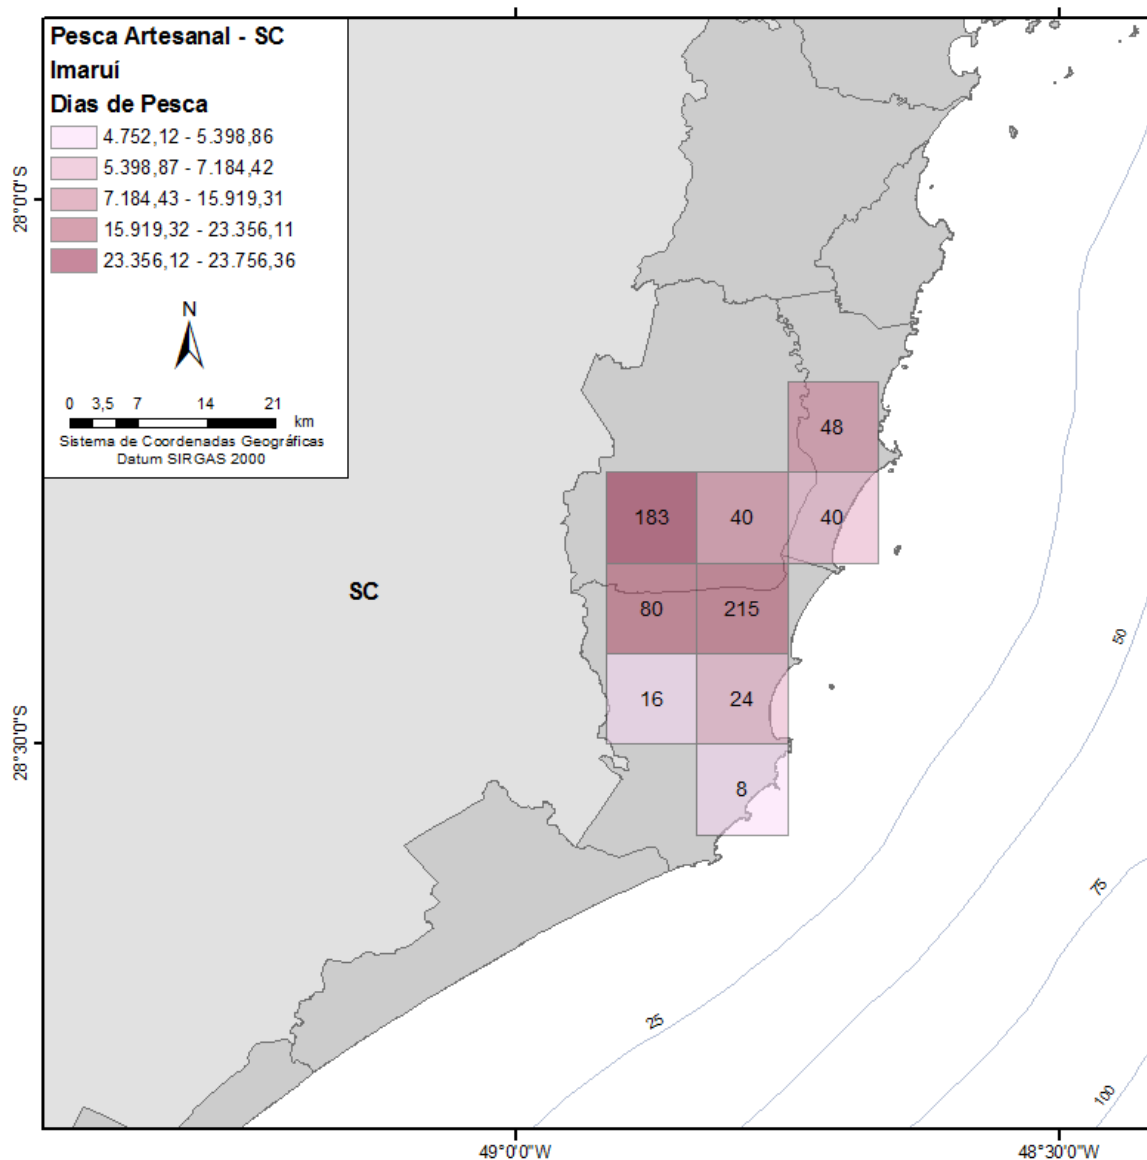 Pesca Artesanal - SC
Imaruí
Dias de Pesca
4.752,12 - 5.398,86
5.398,87 - 7.184,42
7.184,43 - 15.919,31
15.919,32 - 23.356,11
23.356,12 - 23.756,36
N
0 3,5 7 14 21
km
Sistema de Coordenadas Geográficas
Datum SIRGAS 2000
28°0'0"S
48
183 40 40
SC
80 215
50
16 24
28°30'0"S
8
75
25
100
49°0'0"W 48°30'0"W